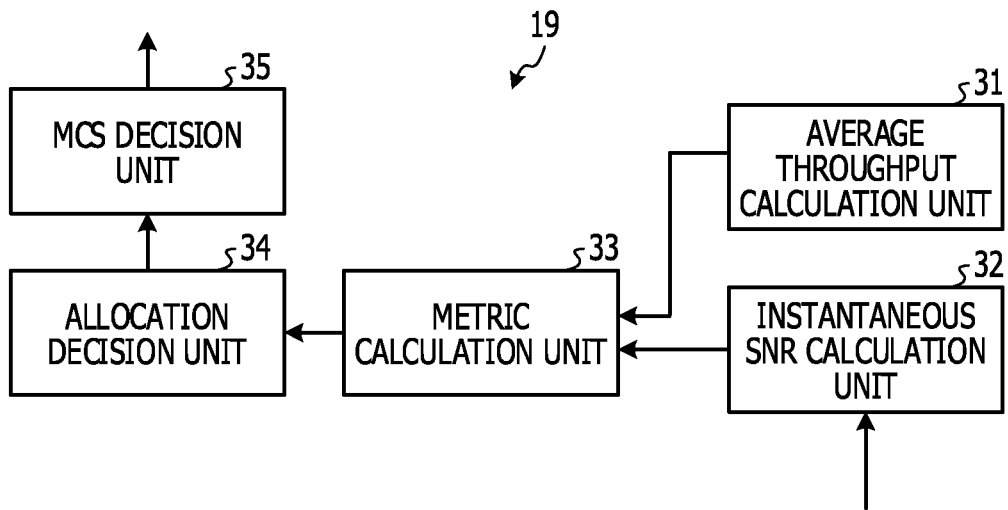 19
35
MCS DECISION
UNIT
31
AVERAGE
THROUGHPUT
CALCULATION UNIT
34
ALLOCATION
DECISION UNIT
33
METRIC
CALCULATION UNIT
32
INSTANTANEOUS
SNR CALCULATION
UNIT